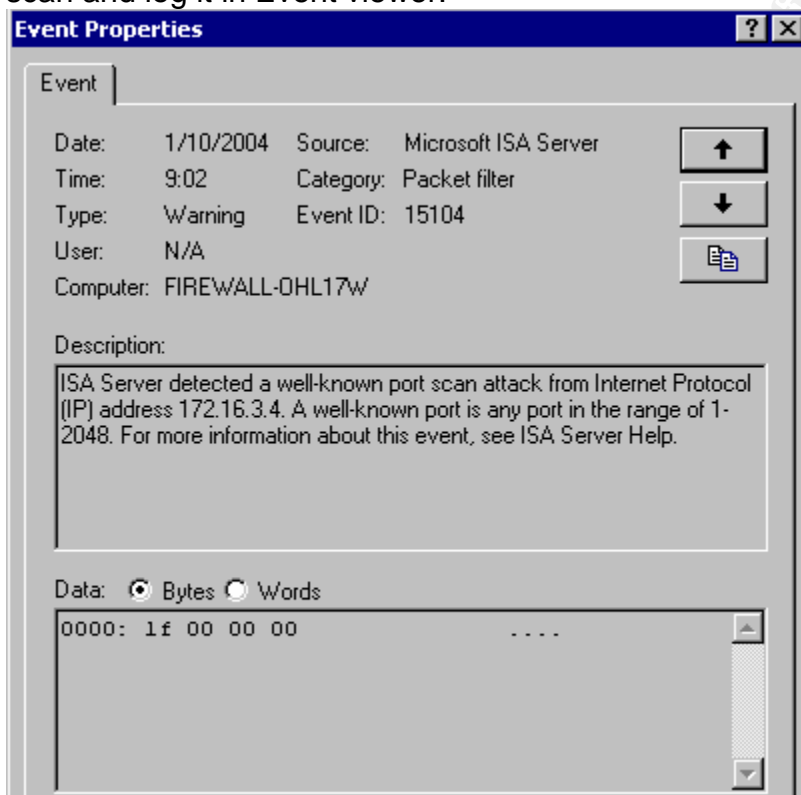 scan and log it in Event viewer.
Event Properties
Event
Date: 1/10/2004 Source: Microsoft ISA Server
Time: 9:02 Category: Packet filter
Type: Warning Event ID: 15104
User: N/A
Computer: FIREWALL-OHL17W
Description:
ISA Server detected a well-known port scan attack from Internet Protocol
(IP) address 172.16.3.4. A well-known port is any port in the range of 1-
2048. For more information about this event, see ISA Server Help.
Data: Bytes Words
0000: 1f 00 00 00 ....